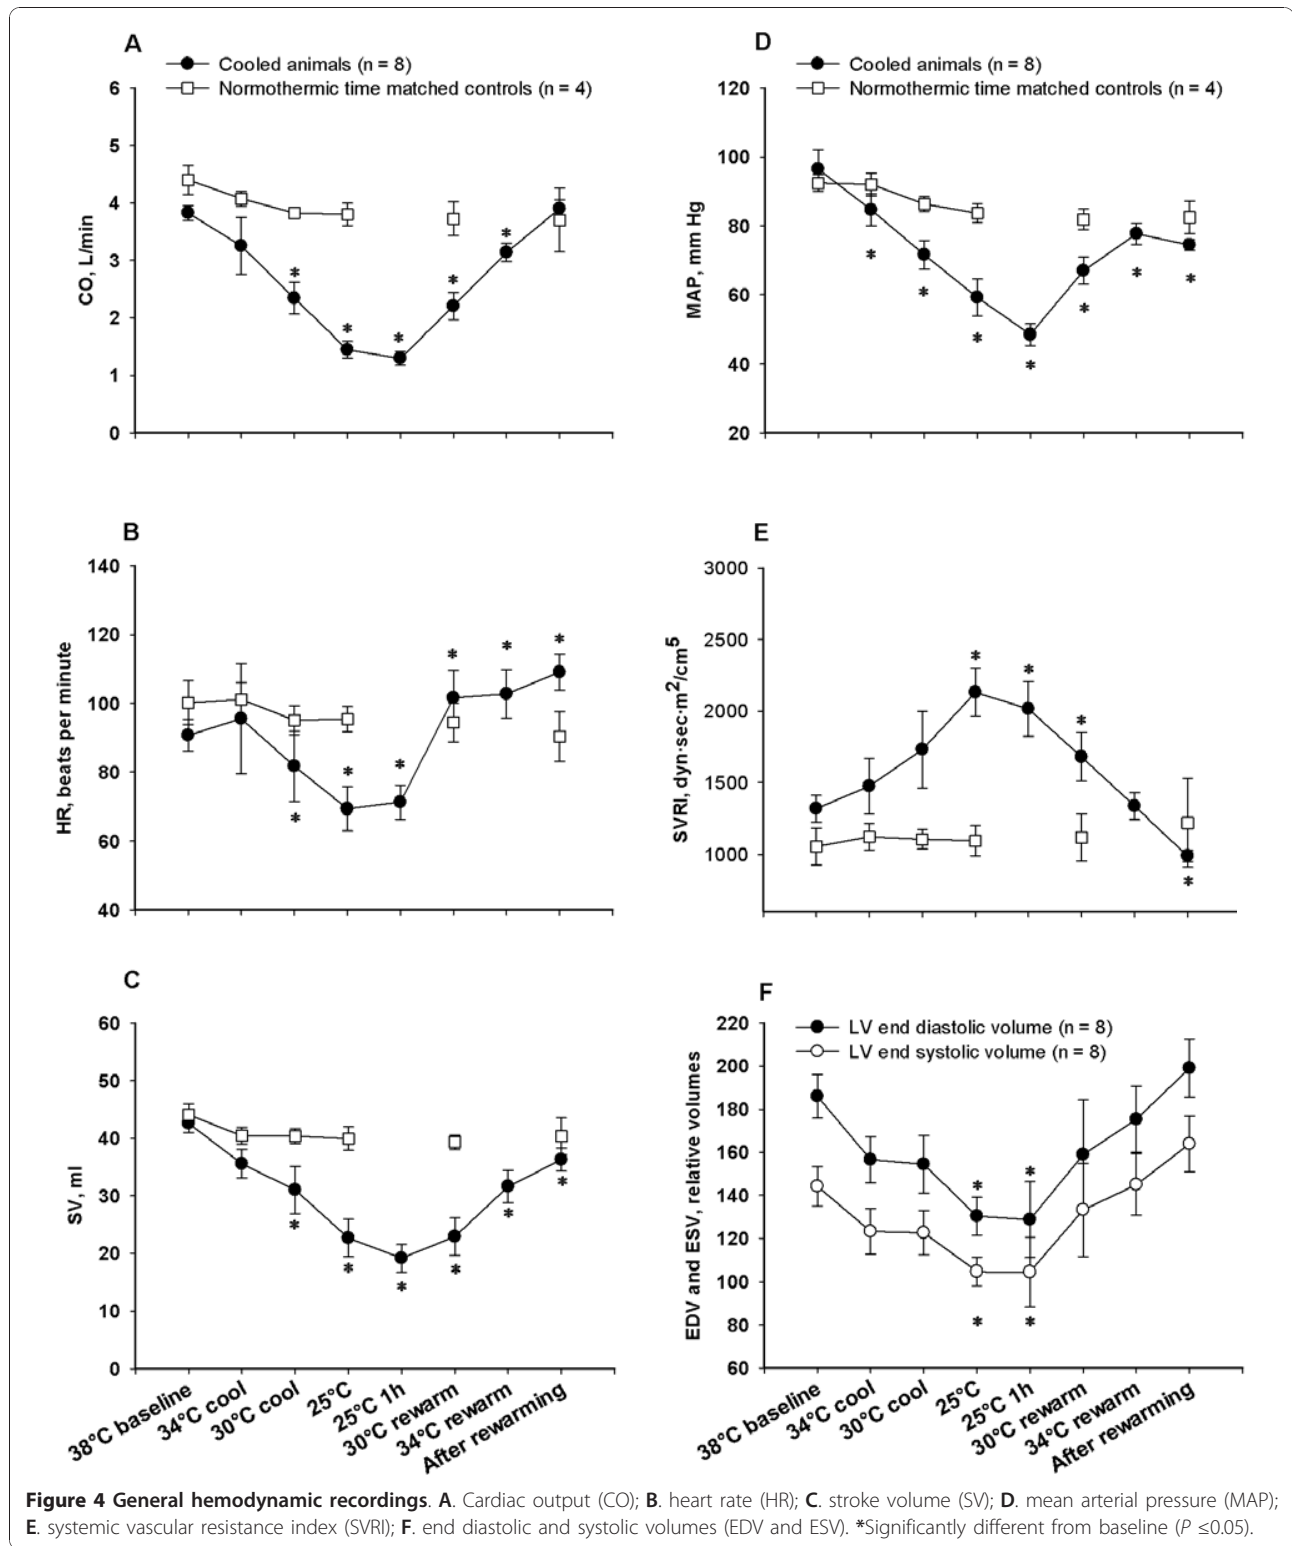 A
Cooled animals (n = 8)
Normothermic time matched controls (n = 4)
6
5
4
3
2
1
0
CO, L/min
*
*
*
*
*
D
Cooled animals (n = 8)
Normothermic time matched controls (n = 4)
120
100
80
60
40
20
MAP, mm Hg
*
*
*
*
*
*
*
B
140
120
100
80
60
40
HR, beats per minute
*
*
*
*
*
*
E
3000
2500
2000
1500
1000
SVRI, dyn·sec·m²/cm⁵
*
*
*
*
C
60
50
40
30
20
10
0
SV, ml
*
*
*
*
*
*
38°C baseline
34°C cool
30°C cool
25°C
25°C 1h
30°C rewarm
34°C rewarm
After rewarming
F
LV end diastolic volume (n = 8)
LV end systolic volume (n = 8)
220
200
180
160
140
120
100
80
60
EDV and ESV, relative volumes
*
*
*
*
38°C baseline
34°C cool
30°C cool
25°C
25°C 1h
30°C rewarm
34°C rewarm
After rewarming
Figure 4 General hemodynamic recordings. A. Cardiac output (CO); B. heart rate (HR); C. stroke volume (SV); D. mean arterial pressure (MAP);
E. systemic vascular resistance index (SVRI); F. end diastolic and systolic volumes (EDV and ESV). *Significantly different from baseline (P ≤0.05).